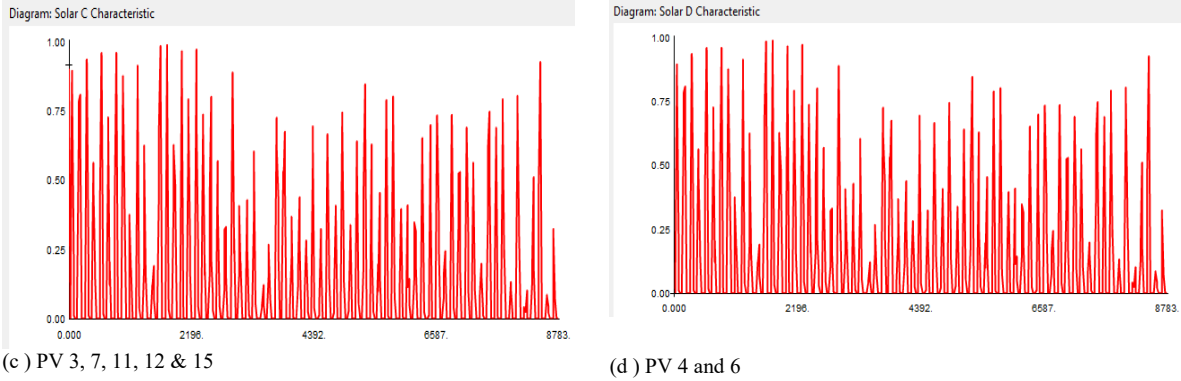 Diagram: Solar C Characteristic
1.00
0.75
0.50
0.25
0.00
0.000 2196. 4392. 6587. 8783.
(c ) PV 3, 7, 11, 12 & 15
Diagram: Solar D Characteristic
1.00
0.75
0.50
0.25
0.00
0.000 2196. 4392. 6587. 8783.
(d ) PV 4 and 6